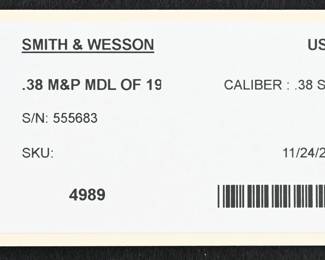 SMITH & WESSON US
.38 M&P MDL OF 19 CALIBER : .38 S
S/N: 555683
SKU: 11/24/2
4989